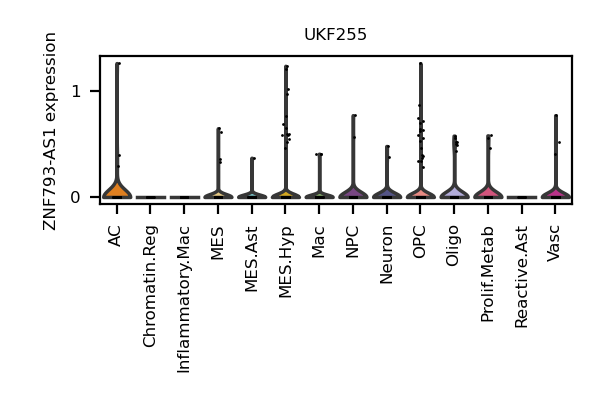 UKF255
ZNF793-AS1 expression
1
0
AC
Chromatin.Reg
Inflammatory.Mac
MES
MES.Ast
MES.Hyp
Mac
NPC
Neuron
OPC
Oligo
Prolif.Metab
Reactive.Ast
Vasc